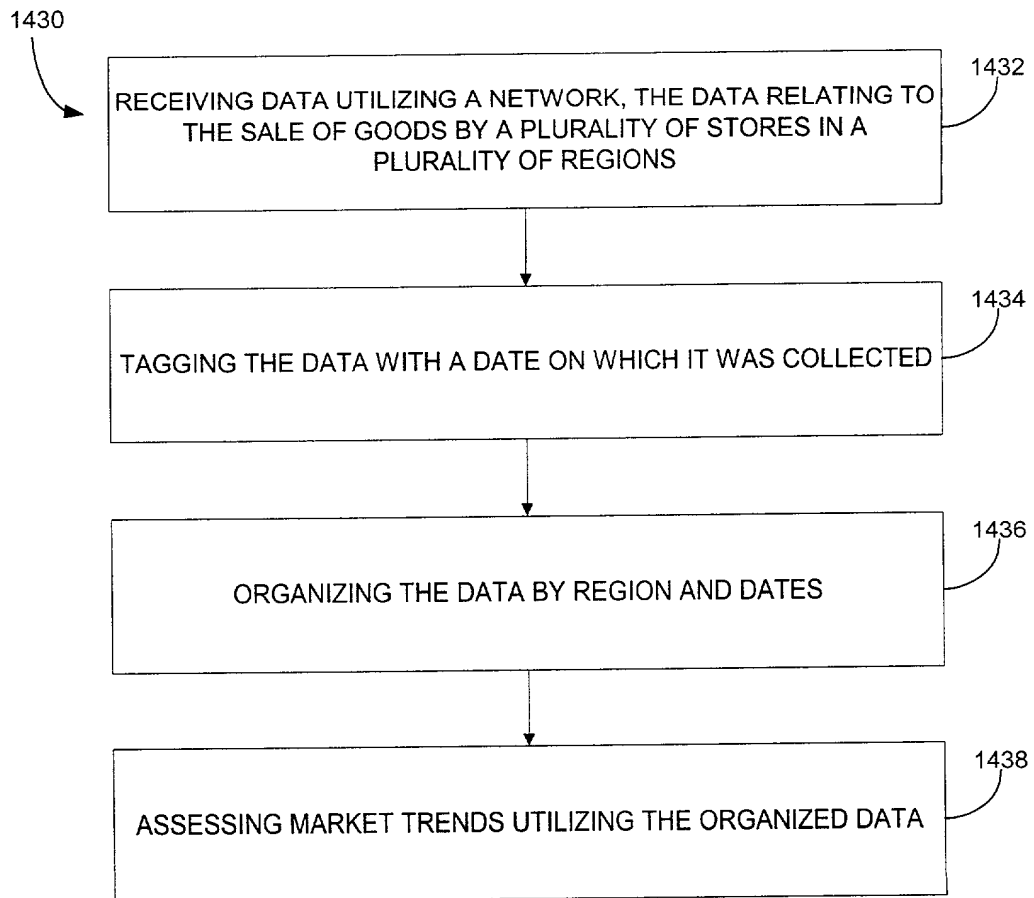 1430
1432
RECEIVING DATA UTILIZING A NETWORK, THE DATA RELATING TO
THE SALE OF GOODS BY A PLURALITY OF STORES IN A
PLURALITY OF REGIONS
1434
TAGGING THE DATA WITH A DATE ON WHICH IT WAS COLLECTED
1436
ORGANIZING THE DATA BY REGION AND DATES
1438
ASSESSING MARKET TRENDS UTILIZING THE ORGANIZED DATA